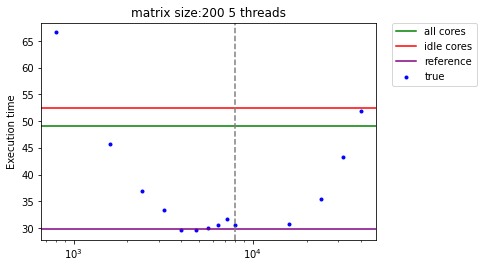 matrix size:200 5 threads
Execution time
65
60
55
50
45
40
35
30
10³
10⁴
all cores
idle cores
reference
true